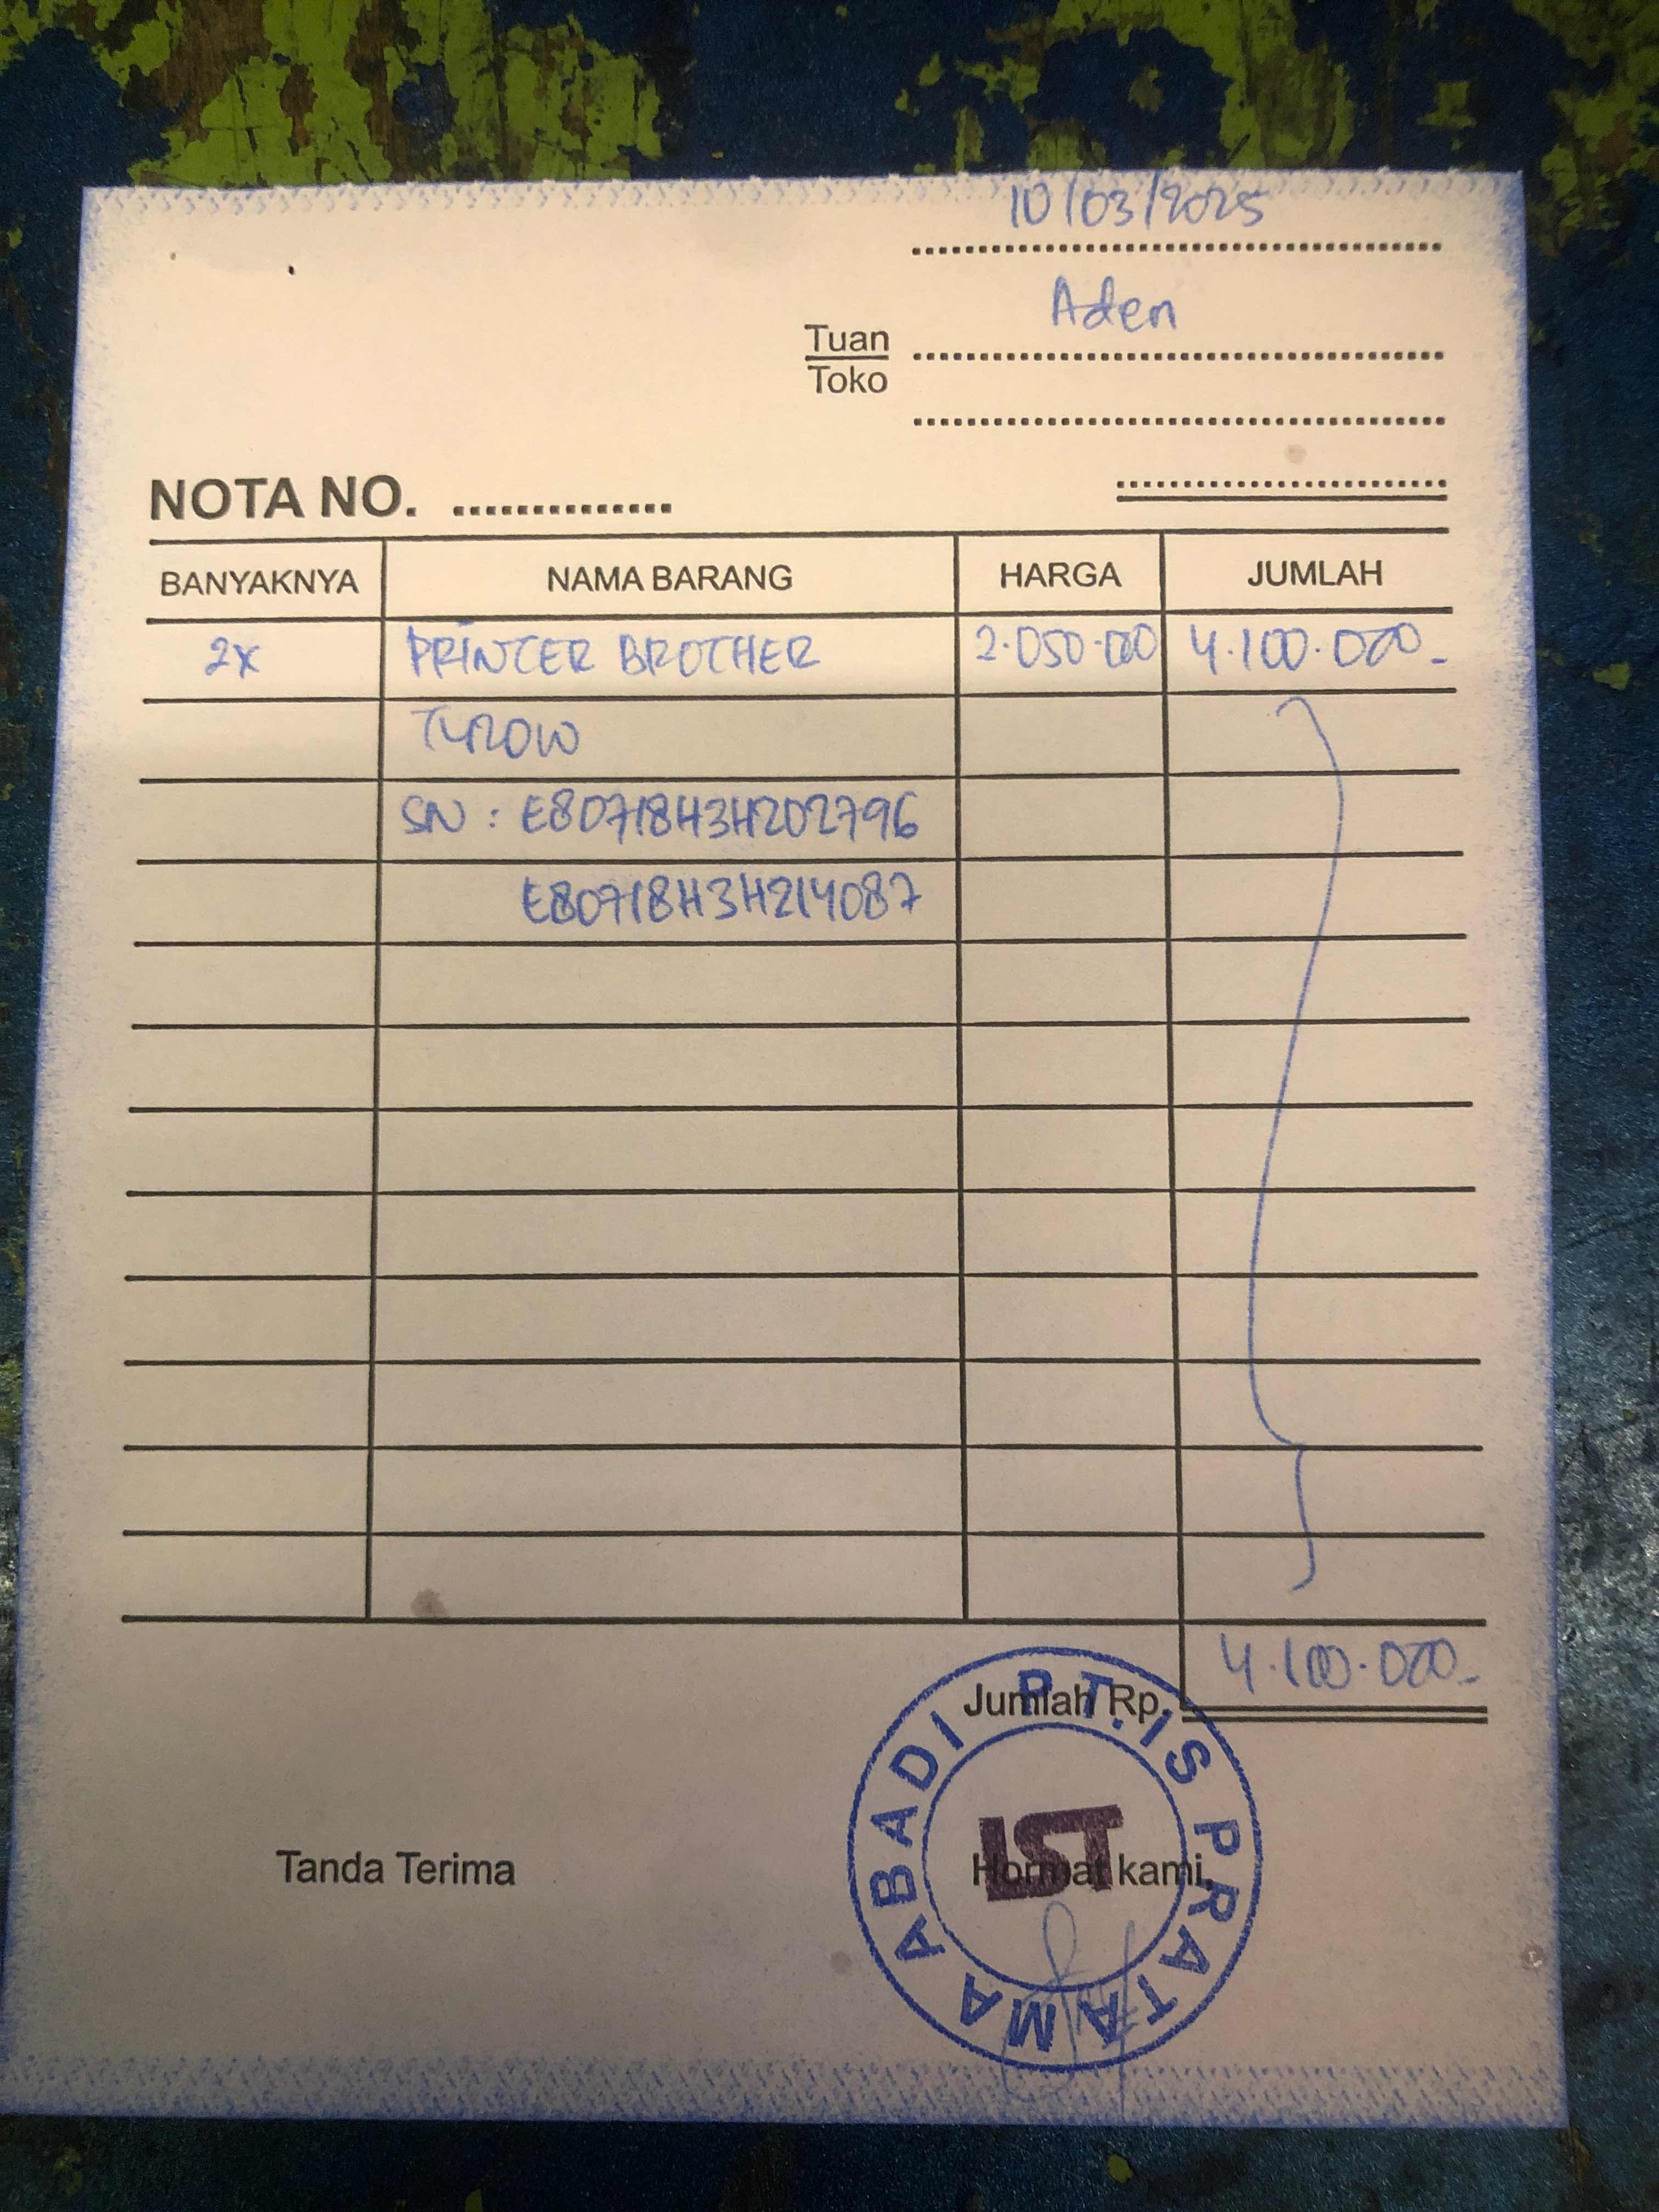 10/03/2025
Aden
Tuan
Toko
NOTA NO.
BANYAKNYA NAMA BARANG HARGA JUMLAH
2x PRINTER BROTHER 2.050.000 4.100.000.-
T420W
SN : E80718H3H202796
E80718H3H214087
Jumlah Rp. 4.100.000.-
Tanda Terima
Hormat kami,
P.T. IS PRATAMA ABADI
IST